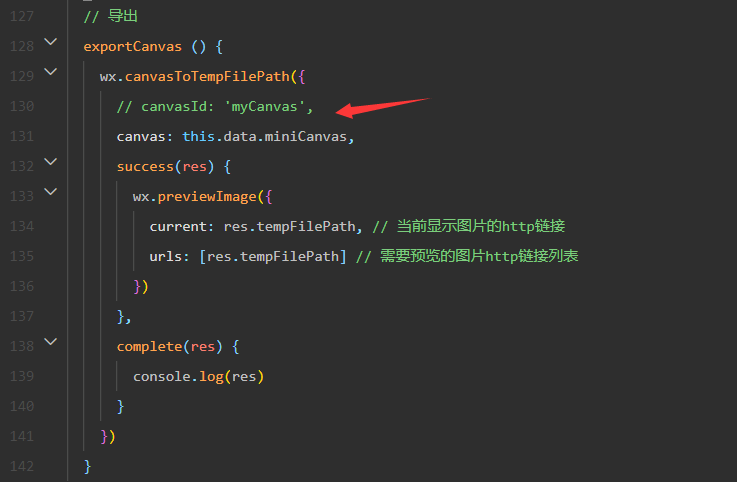 127 // 导出
128 exportCanvas () {
129 wx.canvasToTempFilePath({
130 // canvasId: 'myCanvas',
131 canvas: this.data.miniCanvas,
132 success(res) {
133 wx.previewImage({
134 current: res.tempFilePath, // 当前显示图片的http链接
135 urls: [res.tempFilePath] // 需要预览的图片http链接列表
136 })
137 },
138 complete(res) {
139 console.log(res)
140 }
141 })
142 }